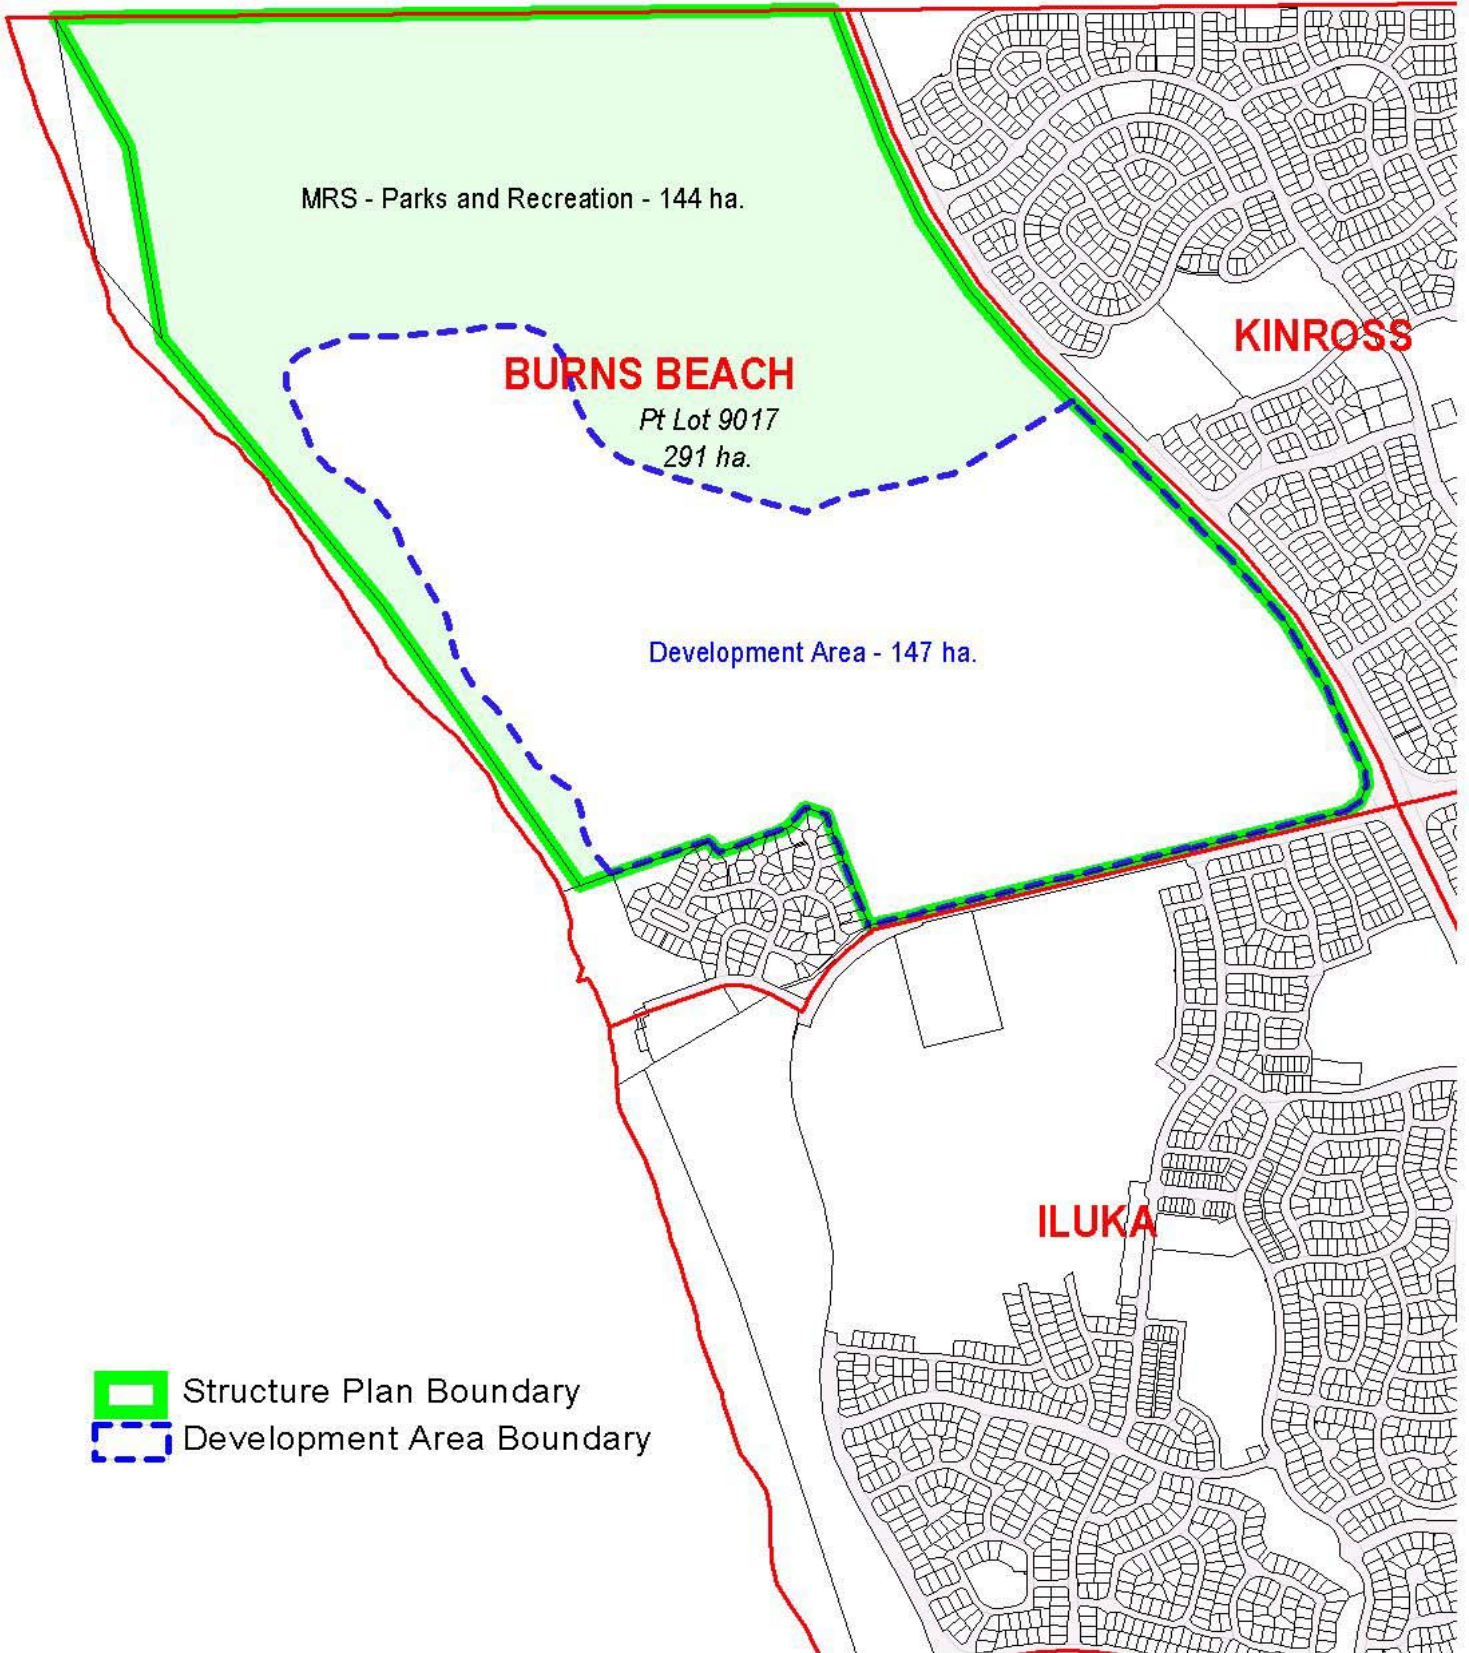 MRS - Parks and Recreation - 144 ha.
KINROSS
BURNS BEACH
Pt Lot 9017
291 ha.
Development Area - 147 ha.
ILUKA
Structure Plan Boundary
Development Area Boundary